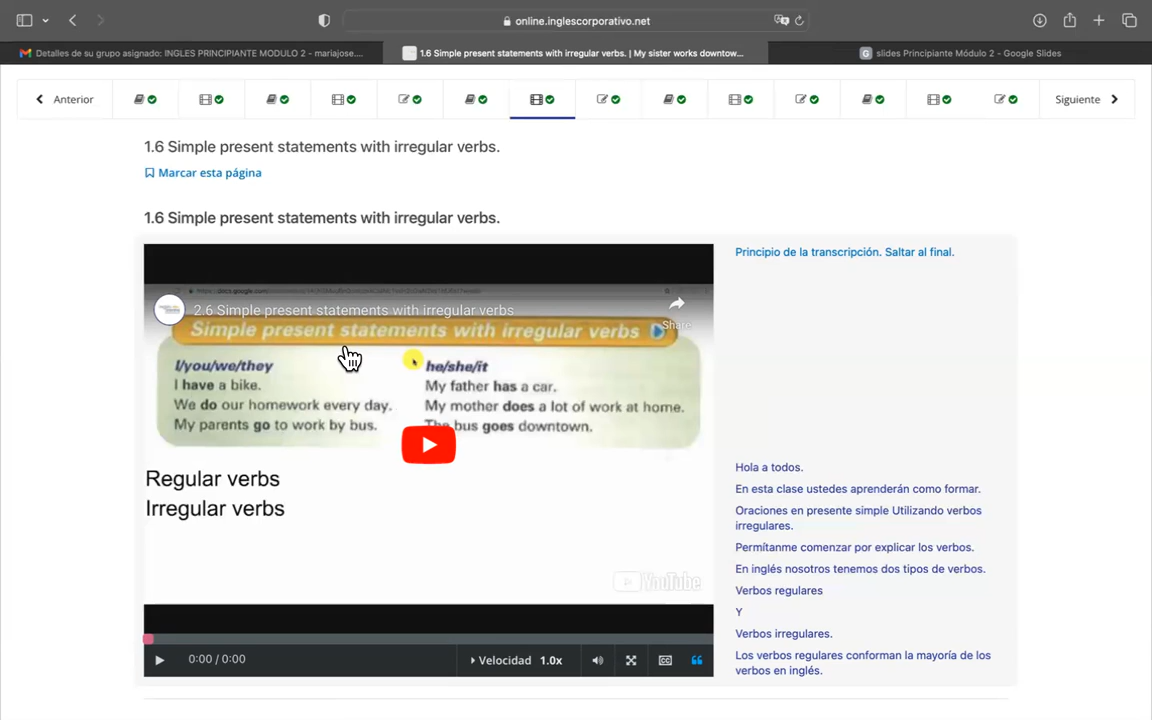 online.inglescorporativo.net
Detalles de su grupo asignado: INGLES PRINCIPIANTE MODULO 2 - mariajose....
1.6 Simple present statements with irregular verbs. | My sister works downtow...
G slides Principiante Módulo 2 - Google Slides
Anterior
Siguiente
1.6 Simple present statements with irregular verbs.
Marcar esta página
1.6 Simple present statements with irregular verbs.
2.6 Simple present statements with irregular verbs
Share
Simple present statements with irregular verbs
I/you/we/they
I have a bike.
We do our homework every day.
My parents go to work by bus.
he/she/it
My father has a car.
My mother does a lot of work at home.
The bus goes downtown.
Regular verbs
Irregular verbs
YouTube
0:00 / 0:00
Velocidad 1.0x
CC
Principio de la transcripción. Saltar al final.
Hola a todos.
En esta clase ustedes aprenderán como formar.
Oraciones en presente simple Utilizando verbos
irregulares.
Permítanme comenzar por explicar los verbos.
En inglés nosotros tenemos dos tipos de verbos.
Verbos regulares
Y
Verbos irregulares.
Los verbos regulares conforman la mayoría de los
verbos en inglés.